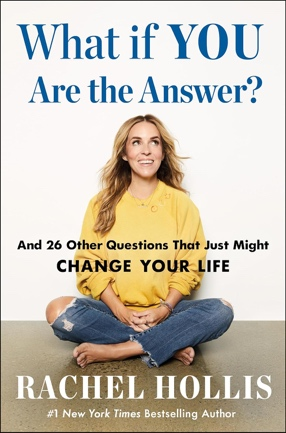 What if YOU
Are the Answer?
And 26 Other Questions That Just Might
CHANGE YOUR LIFE
RACHEL HOLLIS
#1 New York Times Bestselling Author